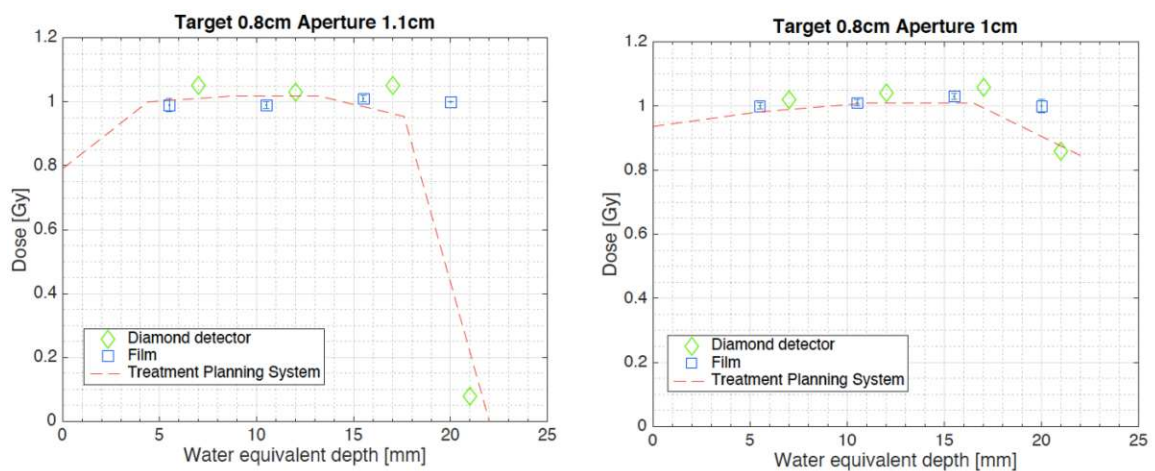 Target 0.8cm Aperture 1.1cm
1.2
1
0.8
0.6
0.4
0.2
0
Dose [Gy]
Diamond detector
Film
Treatment Planning System
0 5 10 15 20 25
Water equivalent depth [mm]
Target 0.8cm Aperture 1cm
1.2
1
0.8
0.6
0.4
0.2
0
Dose [Gy]
Diamond detector
Film
Treatment Planning System
0 5 10 15 20 25
Water equivalent depth [mm]